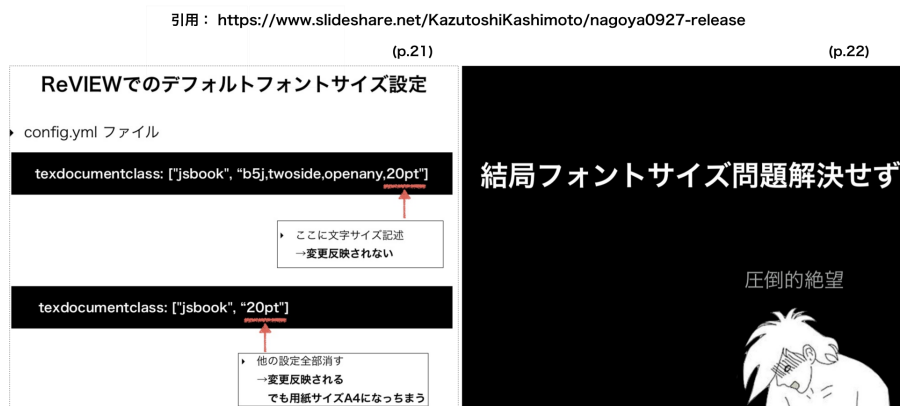 引用： https://www.slideshare.net/KazutoshiKashimoto/nagoya0927-release
(p.21)
ReVIEWでのデフォルトフォントサイズ設定
config.yml ファイル
texdocumentclass: ["jsbook", “b5j,twoside,openany,20pt"]
ここに文字サイズ記述
→変更反映されない
texdocumentclass: ["jsbook", “20pt"]
他の設定全部消す
→変更反映される
でも用紙サイズA4になっちまう
(p.22)
結局フォントサイズ問題解決せず
圧倒的絶望